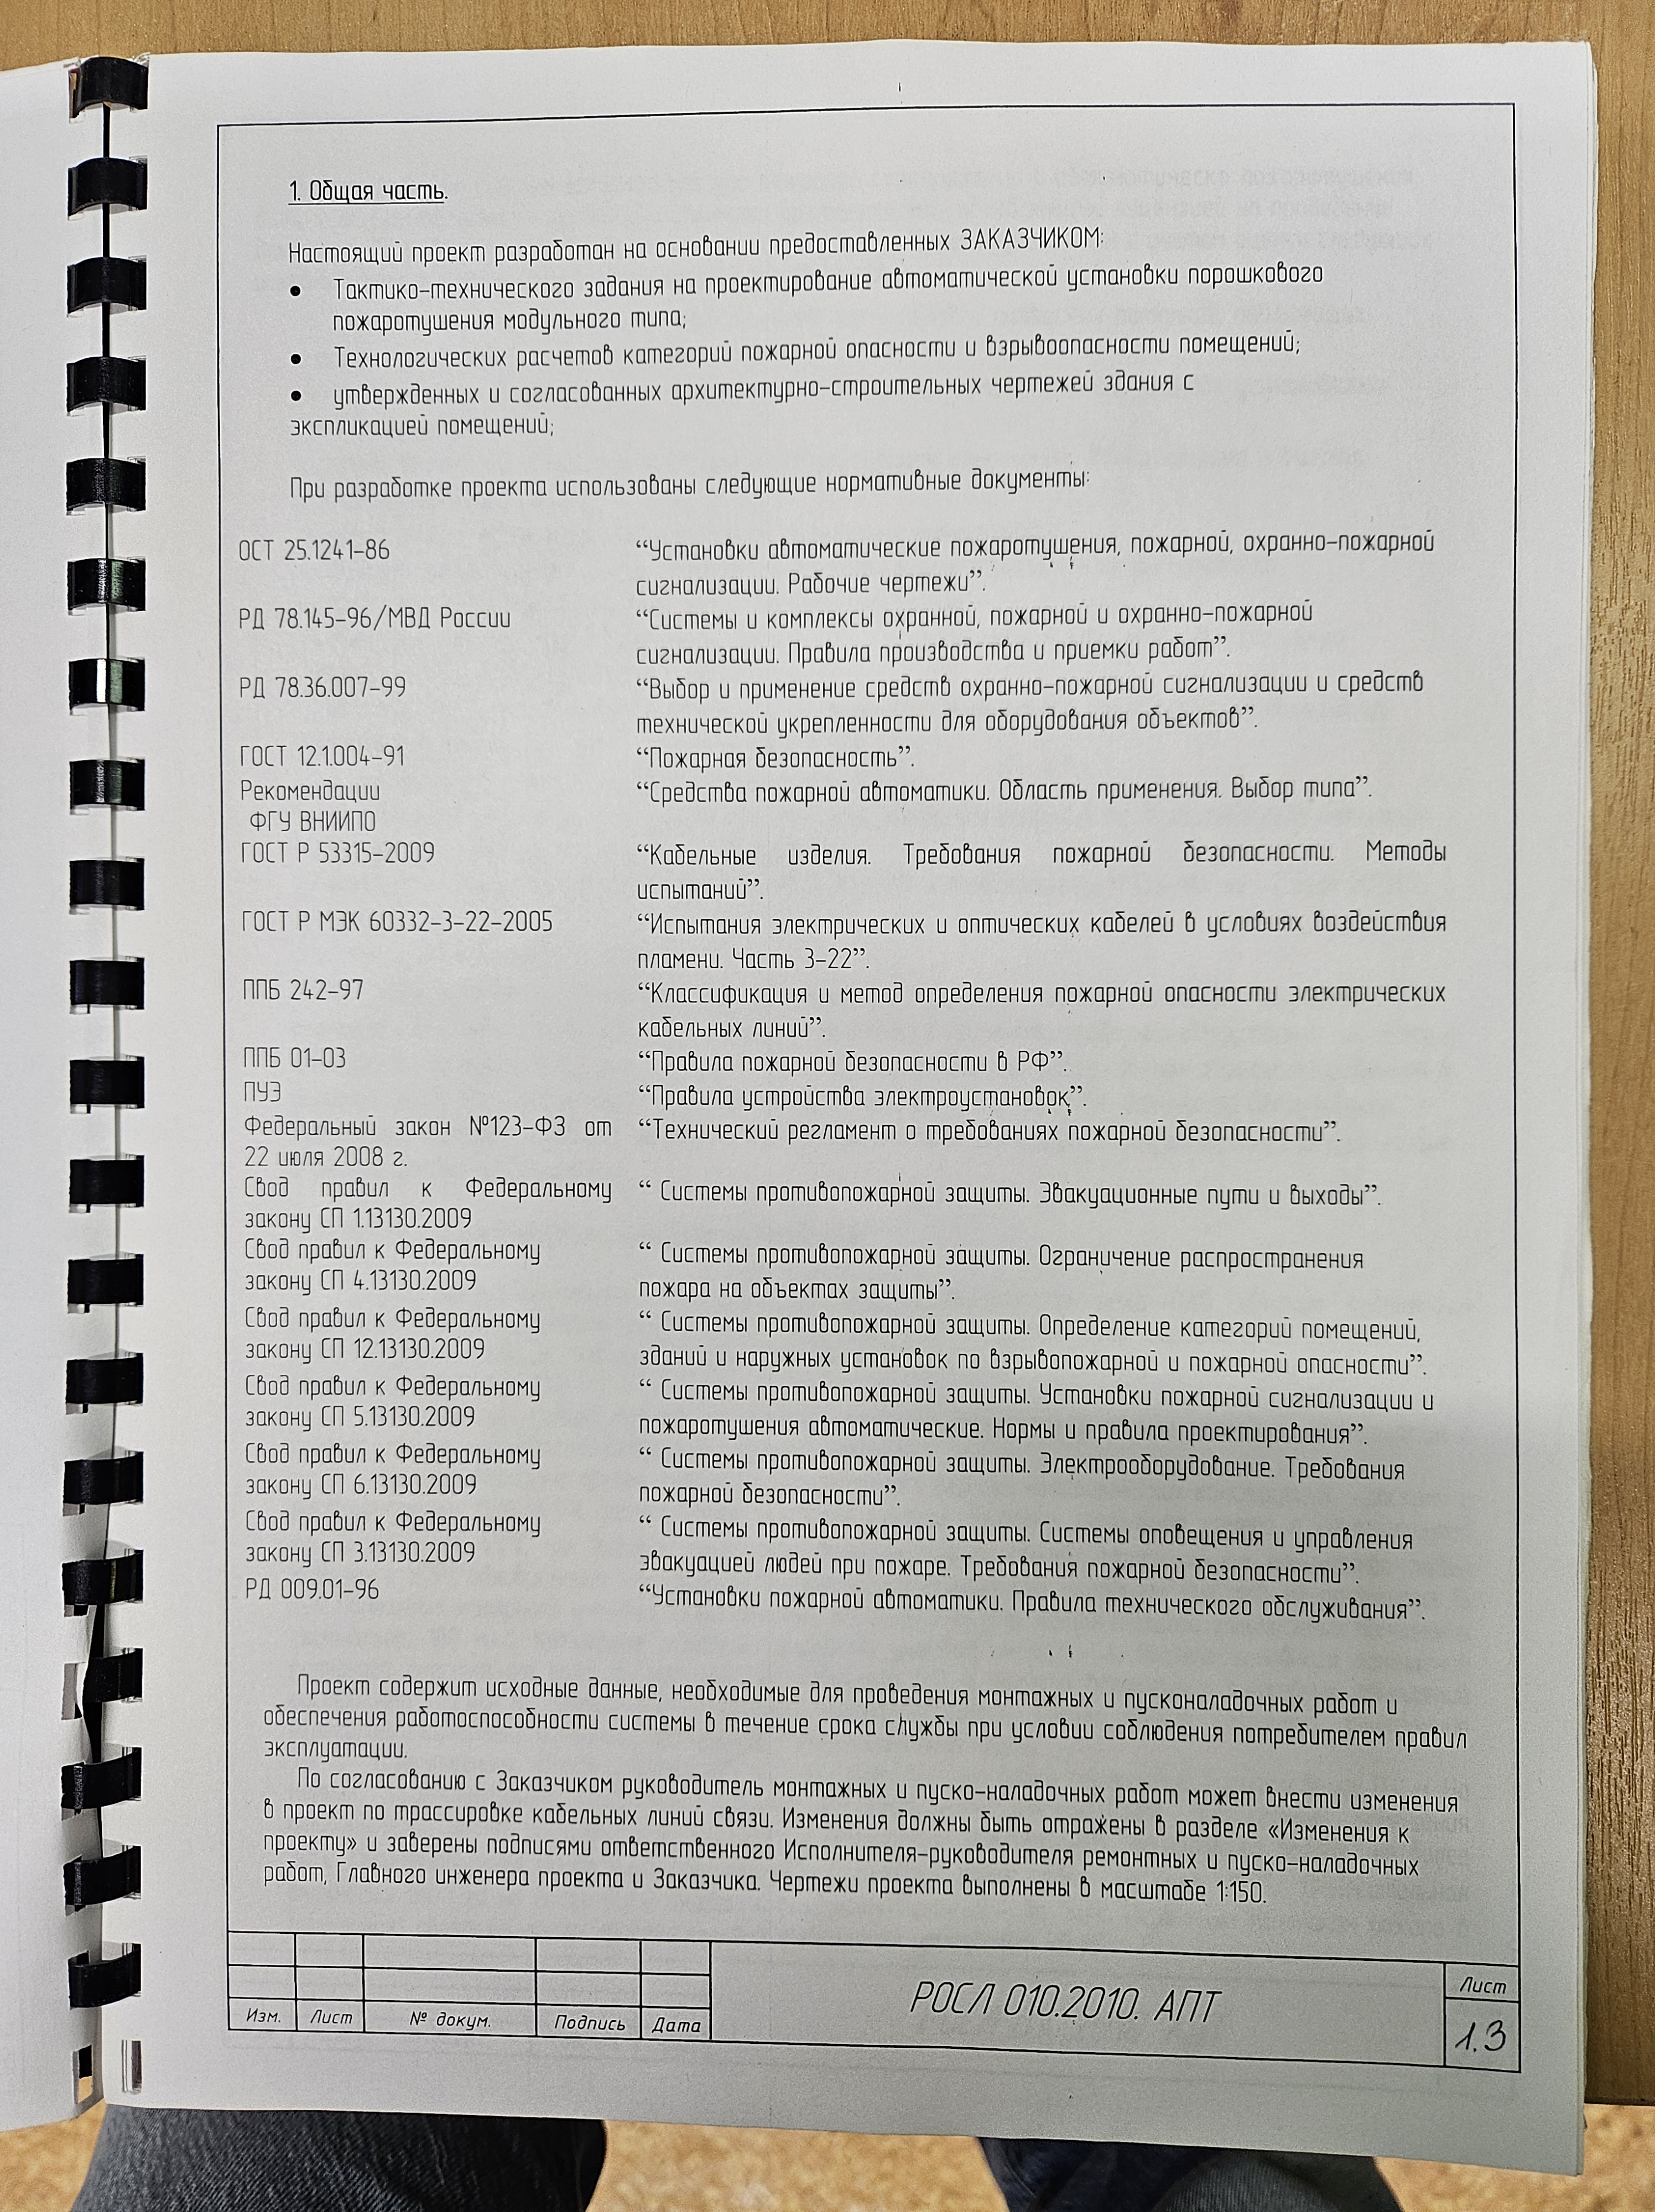 1. Общая часть.
Настоящий проект разработан на основании предоставленных ЗАКАЗЧИКОМ:
• Тактико-технического задания на проектирование автоматической установки порошкового
пожаротушения модульного типа;
• Технологических расчетов категорий пожарной опасности и взрывоопасности помещений;
• утвержденных и согласованных архитектурно-строительных чертежей здания с
экспликацией помещений;
При разработке проекта использованы следующие нормативные документы:
ОСТ 25.1241-86 “Установки автоматические пожаротушения, пожарной, охранно-пожарной
сигнализации. Рабочие чертежи”.
РД 78.145-96/МВД России “Системы и комплексы охранной, пожарной и охранно-пожарной
сигнализации. Правила производства и приемки работ”.
РД 78.36.007-99 “Выбор и применение средств охранно-пожарной сигнализации и средств
технической укрепленности для оборудования объектов”.
ГОСТ 12.1.004-91 “Пожарная безопасность”.
Рекомендации “Средства пожарной автоматики. Область применения. Выбор типа”.
ФГУ ВНИИПО
ГОСТ Р 53315-2009 “Кабельные изделия. Требования пожарной безопасности. Методы
испытаний”.
ГОСТ Р МЭК 60332-3-22-2005 “Испытания электрических и оптических кабелей в условиях воздействия
пламени. Часть 3-22”.
ППБ 242-97 “Классификация и метод определения пожарной опасности электрических
кабельных линий”.
ППБ 01-03 “Правила пожарной безопасности в РФ”.
ПУЭ “Правила устройства электроустановок”.
Федеральный закон №123-ФЗ от “Технический регламент о требованиях пожарной безопасности”.
22 июля 2008 г.
Свод правил к Федеральному “ Системы противопожарной защиты. Эвакуационные пути и выходы”.
закону СП 1.13130.2009
Свод правил к Федеральному “ Системы противопожарной защиты. Ограничение распространения
закону СП 4.13130.2009 пожара на объектах защиты”.
Свод правил к Федеральному “ Системы противопожарной защиты. Определение категорий помещений,
закону СП 12.13130.2009 зданий и наружных установок по взрывопожарной и пожарной опасности”.
Свод правил к Федеральному “ Системы противопожарной защиты. Установки пожарной сигнализации и
закону СП 5.13130.2009 пожаротушения автоматические. Нормы и правила проектирования”.
Свод правил к Федеральному “ Системы противопожарной защиты. Электрооборудование. Требования
закону СП 6.13130.2009 пожарной безопасности”.
Свод правил к Федеральному “ Системы противопожарной защиты. Системы оповещения и управления
закону СП 3.13130.2009 эвакуацией людей при пожаре. Требования пожарной безопасности”.
РД 009.01-96 “Установки пожарной автоматики. Правила технического обслуживания”.
Проект содержит исходные данные, необходимые для проведения монтажных и пусконаладочных работ и
обеспечения работоспособности системы в течение срока службы при условии соблюдения потребителем правил
эксплуатации.
По согласованию с Заказчиком руководитель монтажных и пуско-наладочных работ может внести изменения
в проект по трассировке кабельных линий связи. Изменения должны быть отражены в разделе «Изменения к
проекту» и заверены подписями ответственного Исполнителя-руководителя ремонтных и пуско-наладочных
работ, Главного инженера проекта и Заказчика. Чертежи проекта выполнены в масштабе 1:150.
Изм. Лист № докум. Подпись Дата
РОСЛ 010.2010. АПТ
Лист
1.3